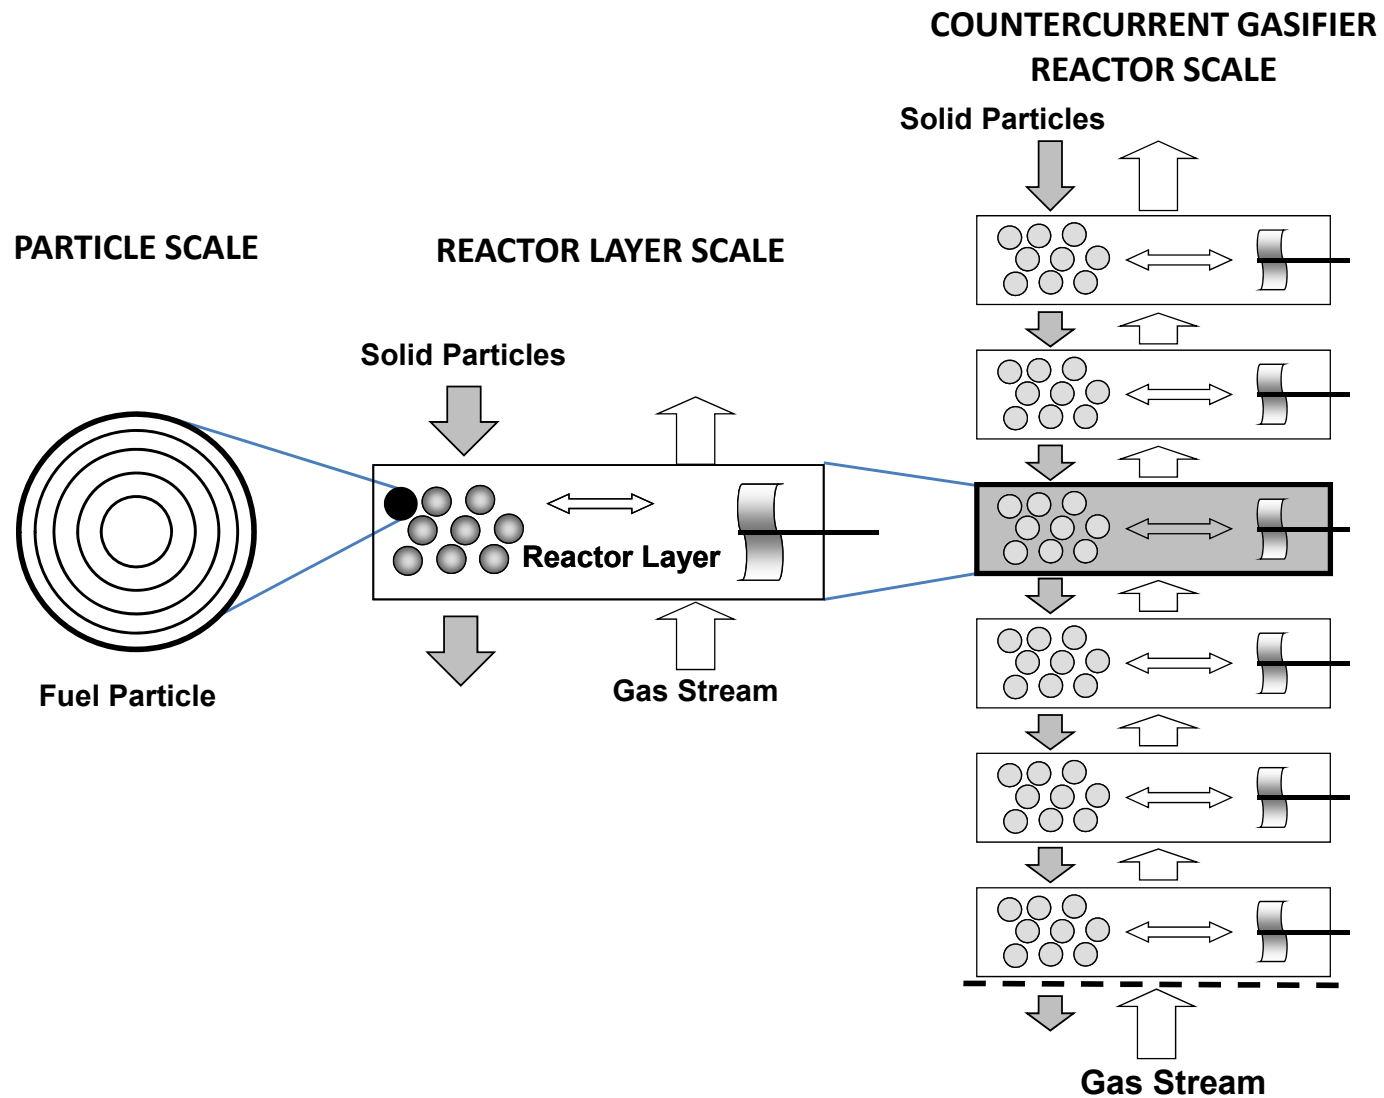 COUNTERCURRENT GASIFIER
REACTOR SCALE
Solid Particles
PARTICLE SCALE
REACTOR LAYER SCALE
Solid Particles
Reactor Layer
Fuel Particle
Gas Stream
Gas Stream